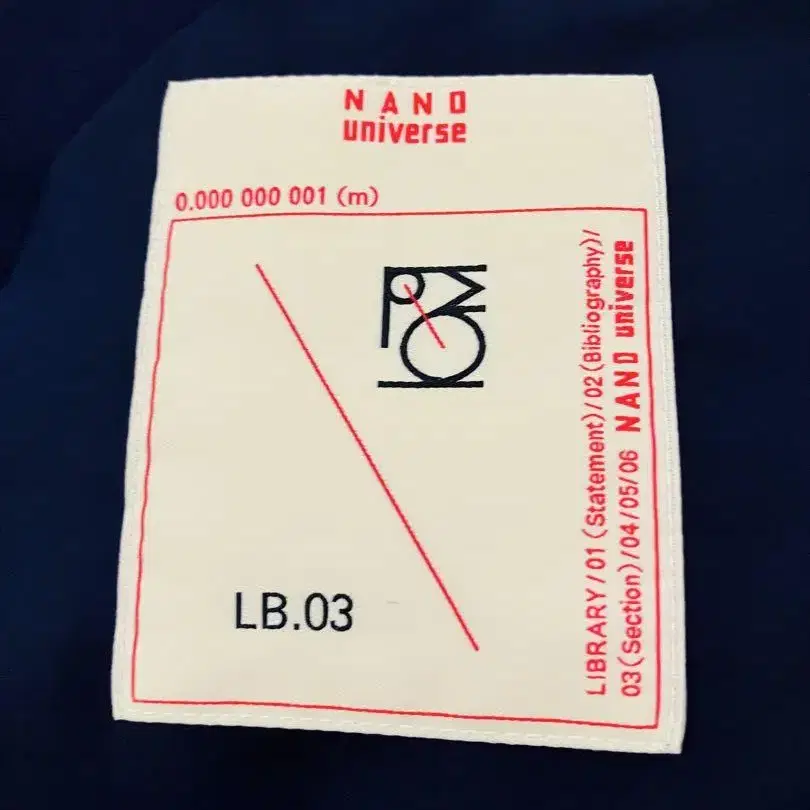 NANO
universe
0.000 000 001 (m)
LB.03
LIBRARY/01(Statement)/02(Bibliography)/
03(Section)/04/05/06 NANO universe